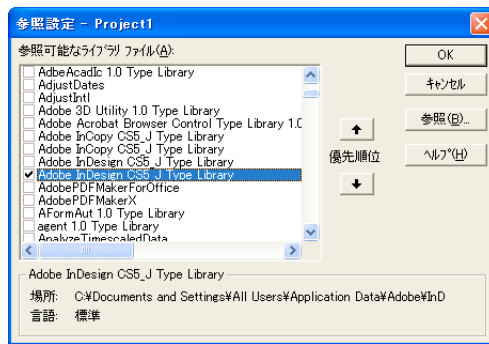 参照設定 - Project1
参照可能なﾗｲﾌﾞﾗﾘ ﾌｧｲﾙ(A):
AdbeAcadIc 1.0 Type Library
AdjustDates
AdjustIntl
Adobe 3D Utility 1.0 Type Library
Adobe Acrobat Browser Control Type Library 1.0
Adobe InCopy CS5_J Type Library
Adobe InCopy CS5_J Type Library
Adobe InDesign CS5_J Type Library
Adobe InDesign CS5_J Type Library
AdobePDFMakerForOffice
AdobePDFMakerX
AFormAut 1.0 Type Library
agent 1.0 Type Library
AnalyzeTimescaledData
OK
ｷｬﾝｾﾙ
参照(B)...
ﾍﾙﾌﾟ(H)
優先順位
Adobe InDesign CS5_J Type Library
場所: C:¥Documents and Settings¥All Users¥Application Data¥Adobe¥InD
言語: 標準